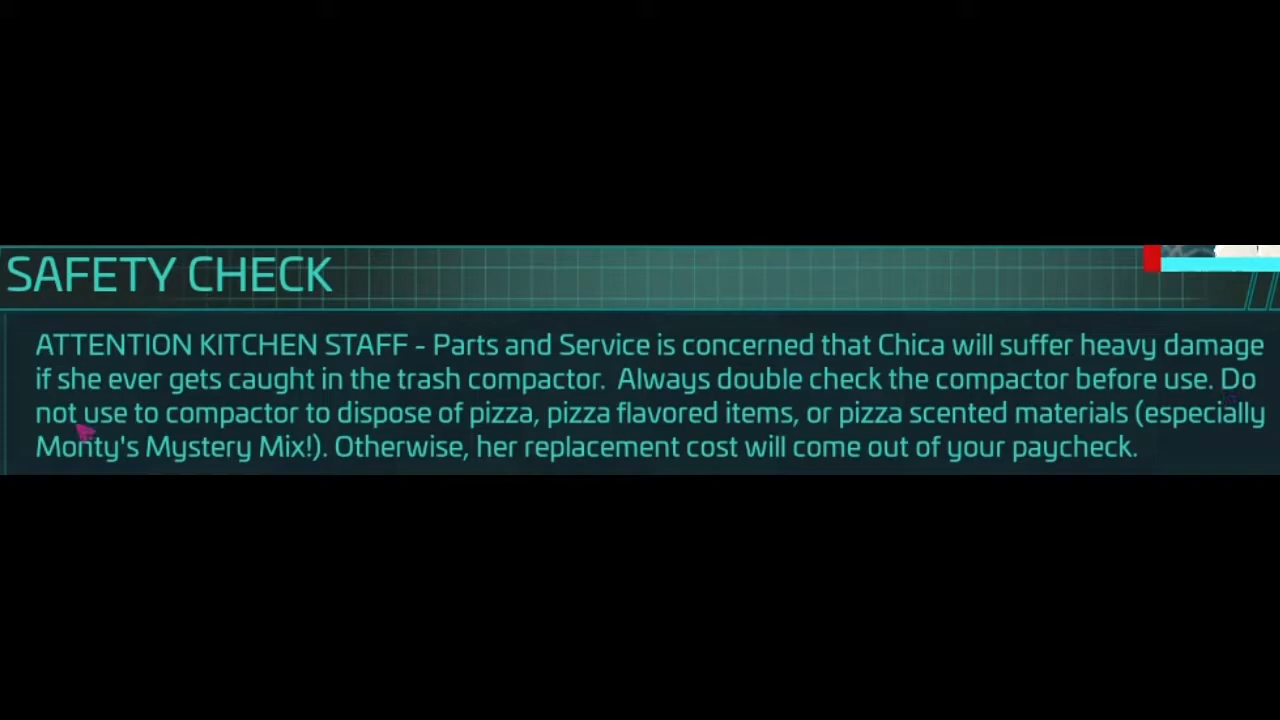 SAFETY CHECK
ATTENTION KITCHEN STAFF - Parts and Service is concerned that Chica will suffer heavy damage
if she ever gets caught in the trash compactor.  Always double check the compactor before use. Do
not use to compactor to dispose of pizza, pizza flavored items, or pizza scented materials (especially
Monty's Mystery Mix!). Otherwise, her replacement cost will come out of your paycheck.